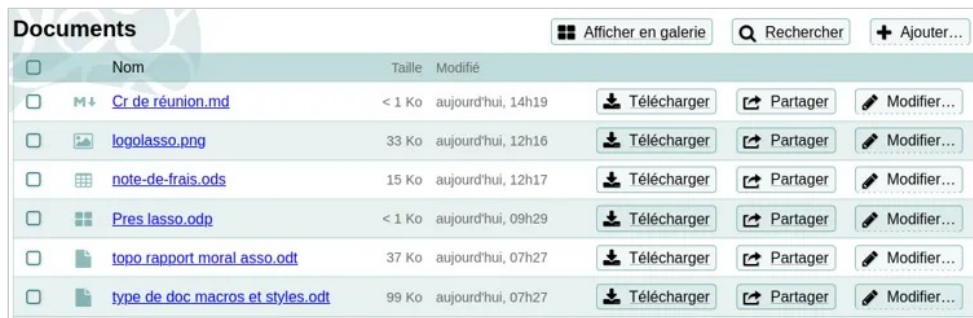 Documents Afficher en galerie Rechercher Ajouter…
Nom Taille Modifié
M Cr de réunion.md < 1 Ko aujourd'hui, 14h19 Télécharger Partager Modifier…
logolasso.png 33 Ko aujourd'hui, 12h16 Télécharger Partager Modifier…
note-de-frais.ods 15 Ko aujourd'hui, 12h17 Télécharger Partager Modifier…
Pres lasso.odp < 1 Ko aujourd'hui, 09h29 Télécharger Partager Modifier…
topo rapport moral asso.odt 37 Ko aujourd'hui, 07h27 Télécharger Partager Modifier…
type de doc macros et styles.odt 99 Ko aujourd'hui, 07h27 Télécharger Partager Modifier…